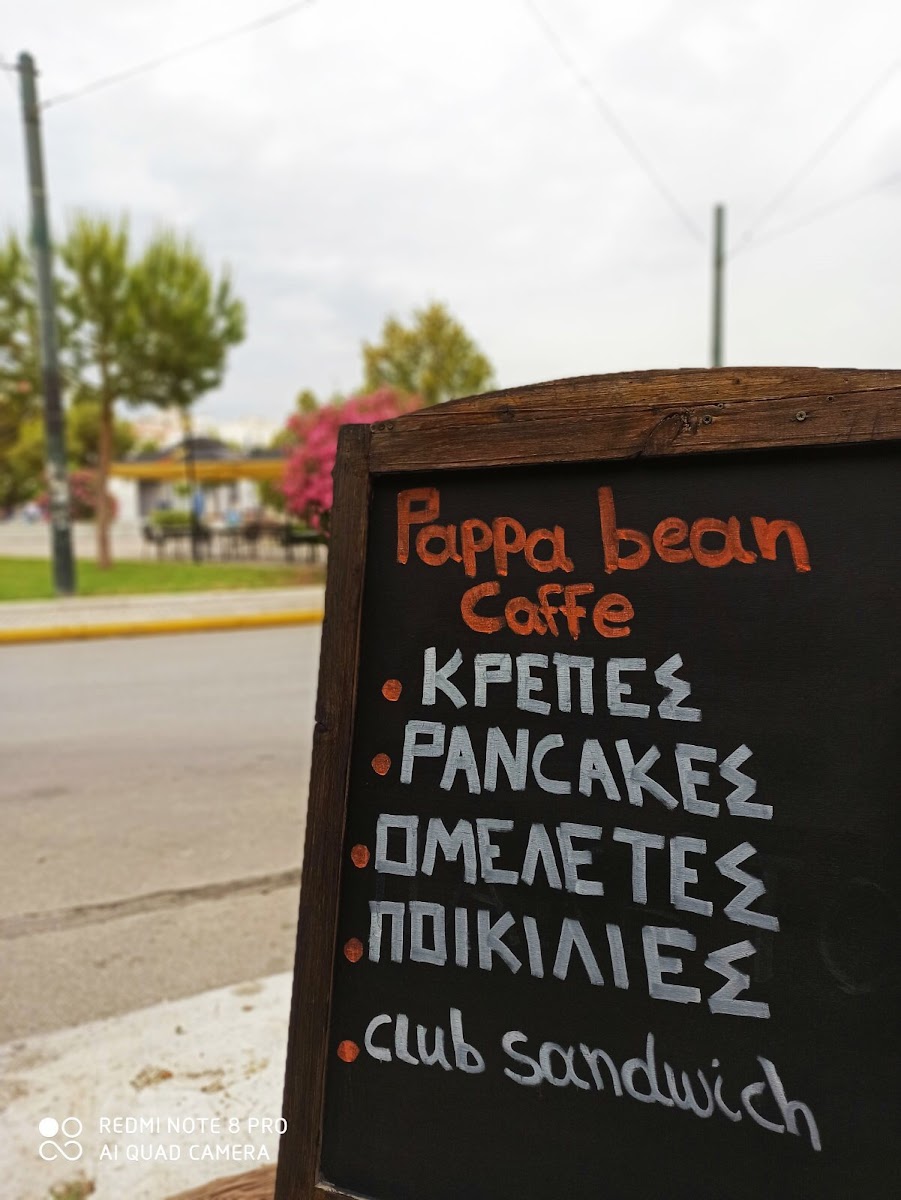 Pappa bean
Caffe
• ΚΡΕΠΕΣ
• PANCAKEΣ
• ΟΜΕΛΕΤΕΣ
• ΠΟΙΚΙΛΙΕΣ
• club sandwich
REDMI NOTE 8 PRO
AI QUAD CAMERA